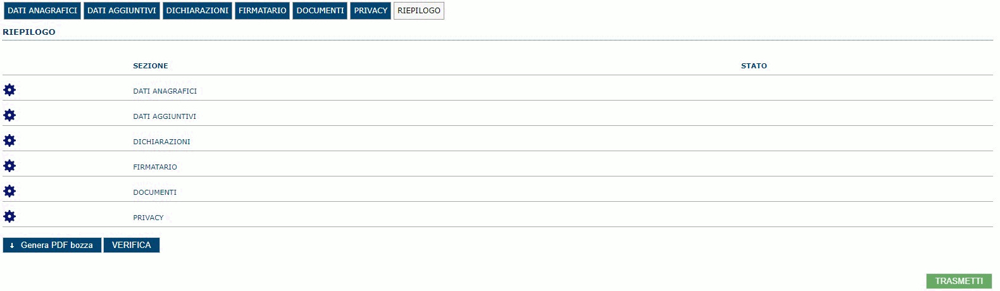 DATI ANAGRAFICI DATI AGGIUNTIVI DICHIARAZIONI FIRMATARIO DOCUMENTI PRIVACY RIEPILOGO
RIEPILOGO
SEZIONE STATO
DATI ANAGRAFICI
DATI AGGIUNTIVI
DICHIARAZIONI
FIRMATARIO
DOCUMENTI
PRIVACY
Genera PDF bozza VERIFICA
TRASMETTI